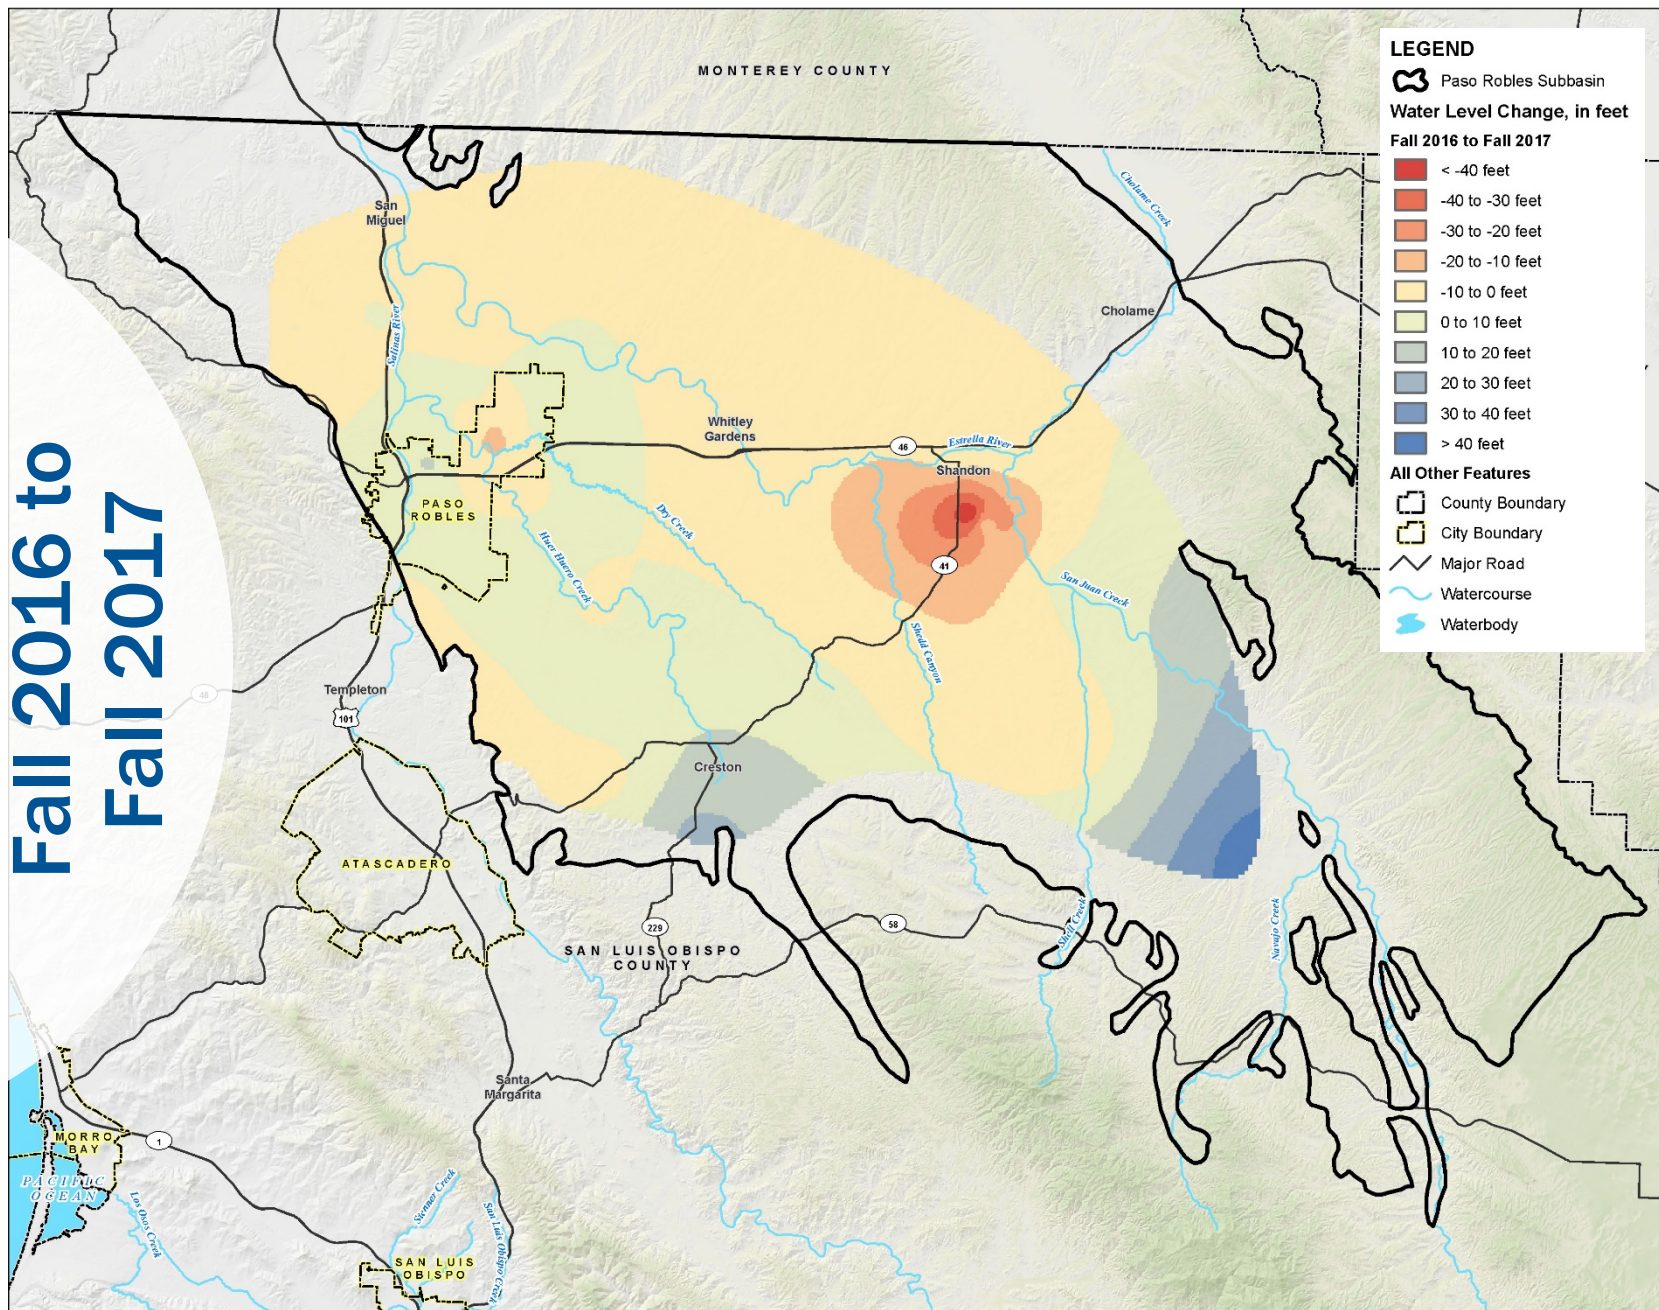 Fall 2016 to
Fall 2017
MONTEREY COUNTY
LEGEND
Paso Robles Subbasin
Water Level Change, in feet
Fall 2016 to Fall 2017
< -40 feet
-40 to -30 feet
-30 to -20 feet
-20 to -10 feet
-10 to 0 feet
0 to 10 feet
10 to 20 feet
20 to 30 feet
30 to 40 feet
> 40 feet
All Other Features
County Boundary
City Boundary
Major Road
Watercourse
Waterbody
Cholame Creek
San
Miguel
Salinas River
Cholame
Whitley
Gardens
46
Estrella River
Shandon
PASO
ROBLES
Dry Creek
Huer Huero Creek
41
San Juan Creek
Shedd Canyon
46
Templeton
101
Creston
ATASCADERO
229
58
SAN LUIS OBISPO
COUNTY
Shell Creek
Navajo Creek
Santa
Margarita
MORRO
BAY
1
PACIFIC
OCEAN
Los Osos Creek
Stenner Creek
San Luis Obispo Creek
SAN LUIS
OBISPO